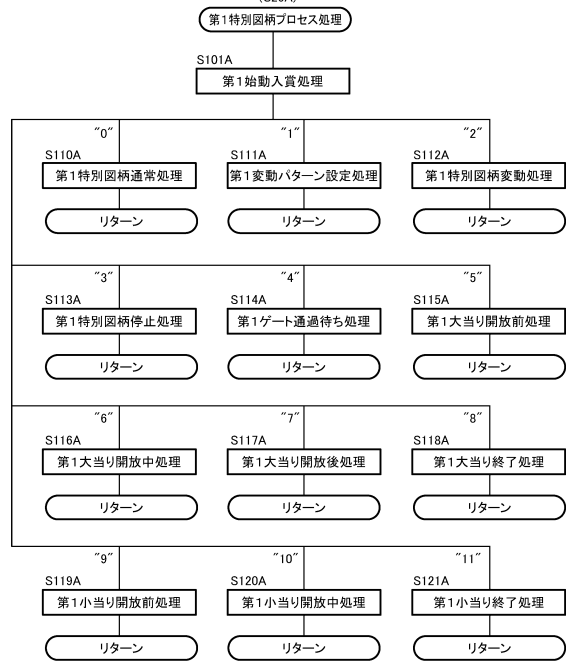 第1特別図柄プロセス処理
S101A
第1始動入賞処理
"0" "1" "2"
S110A S111A S112A
第1特別図柄通常処理 第1変動パターン設定処理 第1特別図柄変動処理
リターン リターン リターン
"3" "4" "5"
S113A S114A S115A
第1特別図柄停止処理 第1ゲート通過待ち処理 第1大当り開放前処理
リターン リターン リターン
"6" "7" "8"
S116A S117A S118A
第1大当り開放中処理 第1大当り開放後処理 第1大当り終了処理
リターン リターン リターン
"9" "10" "11"
S119A S120A S121A
第1小当り開放前処理 第1小当り開放中処理 第1小当り終了処理
リターン リターン リターン